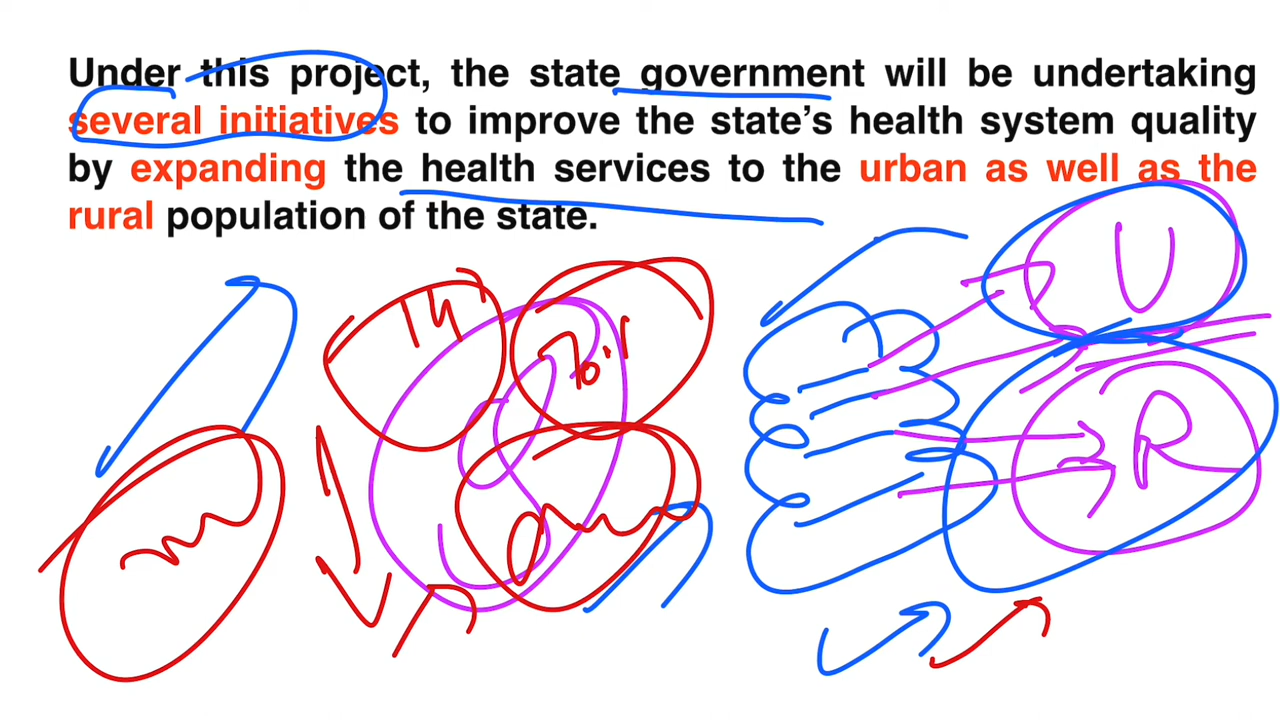 Under this project, the state government will be undertaking
several initiatives to improve the state's health system quality
by expanding the health services to the urban as well as the
rural population of the state.
U
R